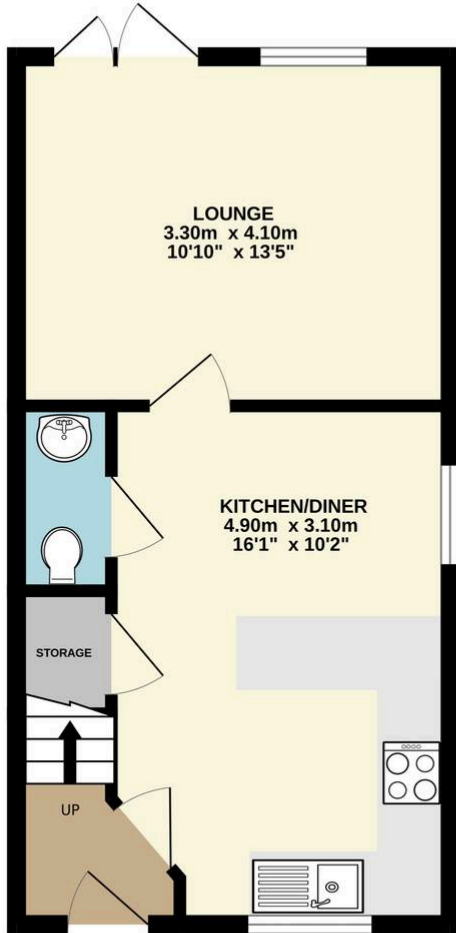 LOUNGE
3.30m x 4.10m
10'10" x 13'5"
KITCHEN/DINER
4.90m x 3.10m
16'1" x 10'2"
STORAGE
UP